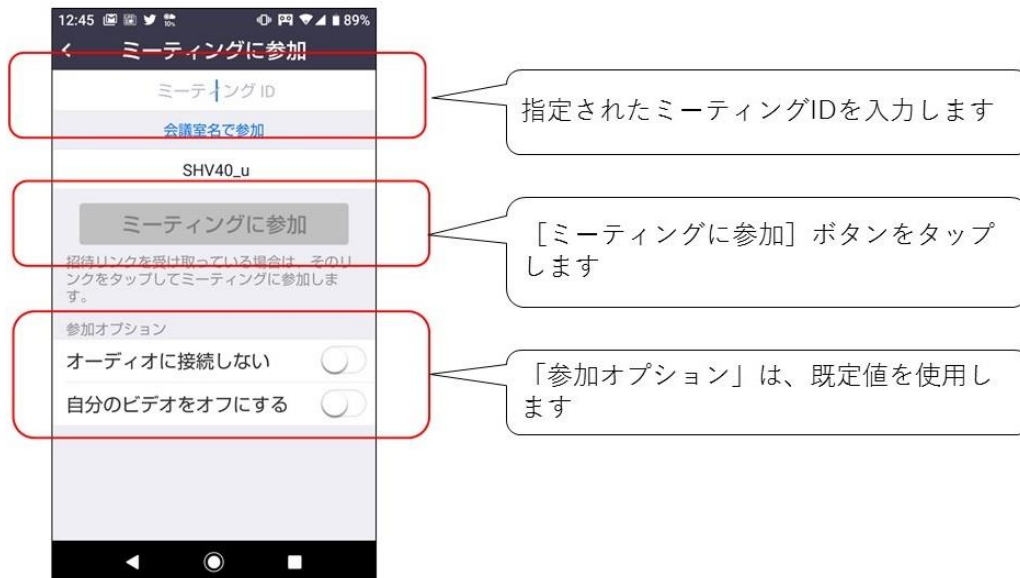 12:45 89%
10%
ミーティングに参加
ミーティング ID
会議室名で参加
SHV40_u
ミーティングに参加
招待リンクを受け取っている場合は、そのリ
ンクをタップしてミーティングに参加しま
す。
参加オプション
オーディオに接続しない
自分のビデオをオフにする
指定されたミーティングIDを入力します
［ミーティングに参加］ボタンをタップ
します
「参加オプション」は、既定値を使用し
ます